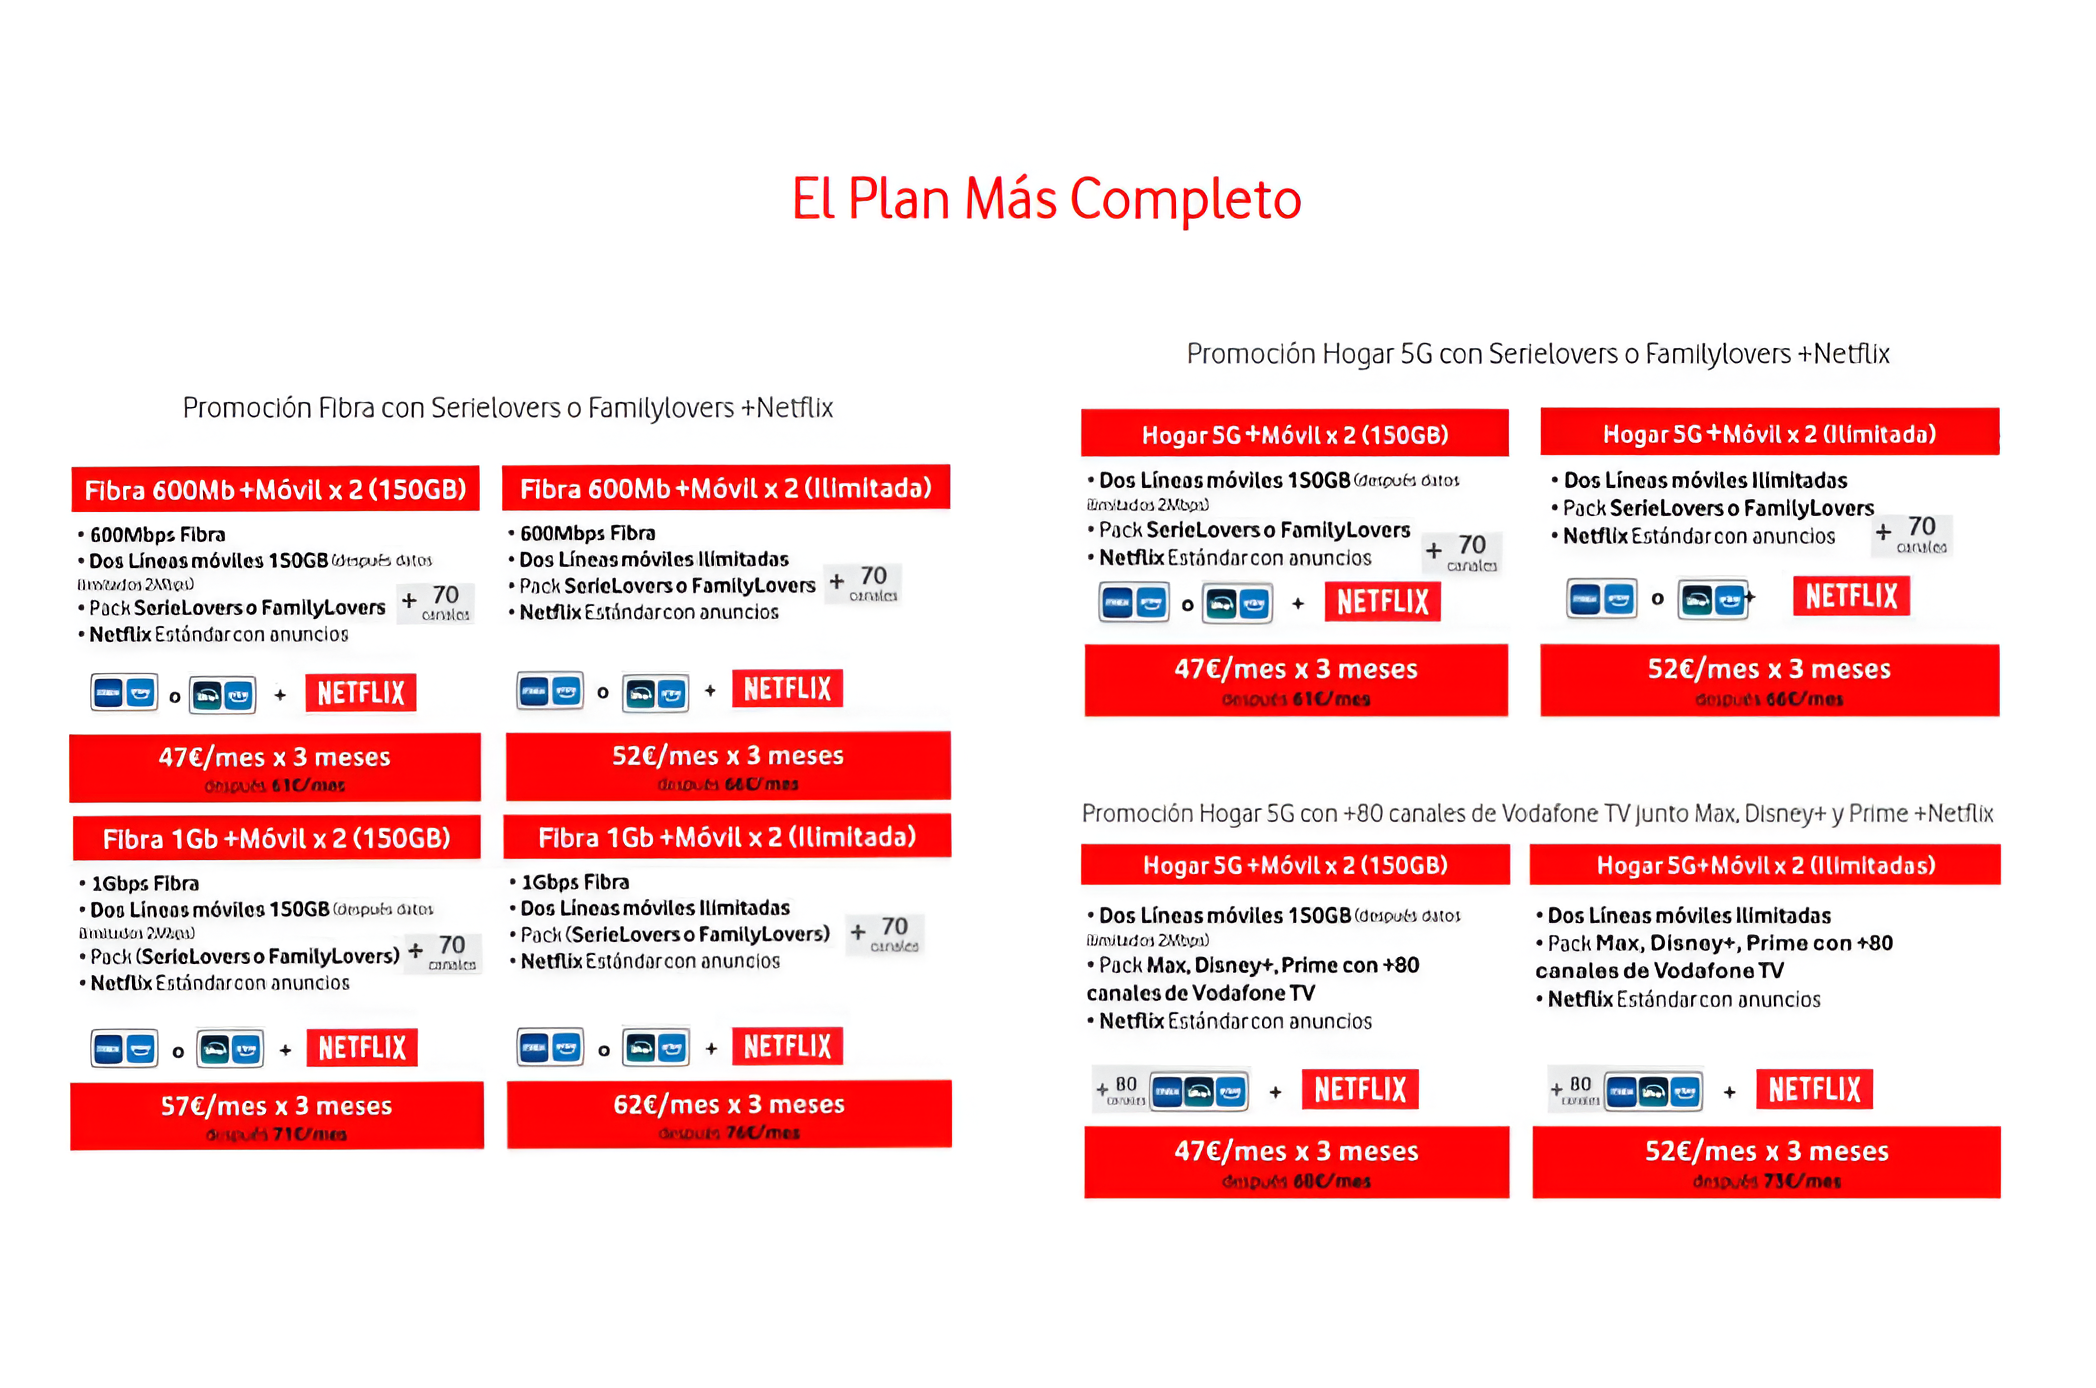 El Plan Más Completo
Promoción Fibra con Serielovers o Familylovers +Netflix
Fibra 600Mb +Móvil x 2 (150GB)
• 600Mbps Fibra
• Dos Líneas móviles 150GB (después datos
ilimitados 2Mbps)
• Pack SerieLovers o FamilyLovers
+ 70
canales
• Netflix Estándar con anuncios
o
+
NETFLIX
47€/mes x 3 meses
después 61€/mes
Fibra 600Mb +Móvil x 2 (Ilimitada)
• 600Mbps Fibra
• Dos Líneas móviles Ilimitadas
• Pack SerieLovers o FamilyLovers
+ 70
canales
• Netflix Estándar con anuncios
o
+
NETFLIX
52€/mes x 3 meses
después 66€/mes
Fibra 1Gb +Móvil x 2 (150GB)
• 1Gbps Fibra
• Dos Líneas móviles 150GB (después datos
ilimitados 2Mbps)
• Pack (SerieLovers o FamilyLovers)
+ 70
canales
• Netflix Estándar con anuncios
o
+
NETFLIX
57€/mes x 3 meses
después 71€/mes
Fibra 1Gb +Móvil x 2 (Ilimitada)
• 1Gbps Fibra
• Dos Líneas móviles Ilimitadas
• Pack (SerieLovers o FamilyLovers)
+ 70
canales
• Netflix Estándar con anuncios
o
+
NETFLIX
62€/mes x 3 meses
después 76€/mes
Promoción Hogar 5G con Serielovers o Familylovers +Netflix
Hogar 5G +Móvil x 2 (150GB)
• Dos Líneas móviles 150GB (después datos
ilimitados 2Mbps)
• Pack SerieLovers o FamilyLovers
• Netflix Estándar con anuncios
+ 70
canales
o
+
NETFLIX
47€/mes x 3 meses
después 61€/mes
Hogar 5G +Móvil x 2 (Ilimitada)
• Dos Líneas móviles Ilimitadas
• Pack SerieLovers o FamilyLovers
• Netflix Estándar con anuncios
+ 70
canales
o
+
NETFLIX
52€/mes x 3 meses
después 66€/mes
Promoción Hogar 5G con +80 canales de Vodafone TV junto Max, Disney+ y Prime +Netflix
Hogar 5G +Móvil x 2 (150GB)
• Dos Líneas móviles 150GB (después datos
ilimitados 2Mbps)
• Pack Max, Disney+, Prime con +80
canales de Vodafone TV
• Netflix Estándar con anuncios
+ 80
canales
+
NETFLIX
47€/mes x 3 meses
después /mes
Hogar 5G+Móvil x 2 (Ilimitadas)
• Dos Líneas móviles Ilimitadas
• Pack Max, Disney+, Prime con +80
canales de Vodafone TV
• Netflix Estándar con anuncios
+ 80
canales
+
NETFLIX
52€/mes x 3 meses
después 73€/mes